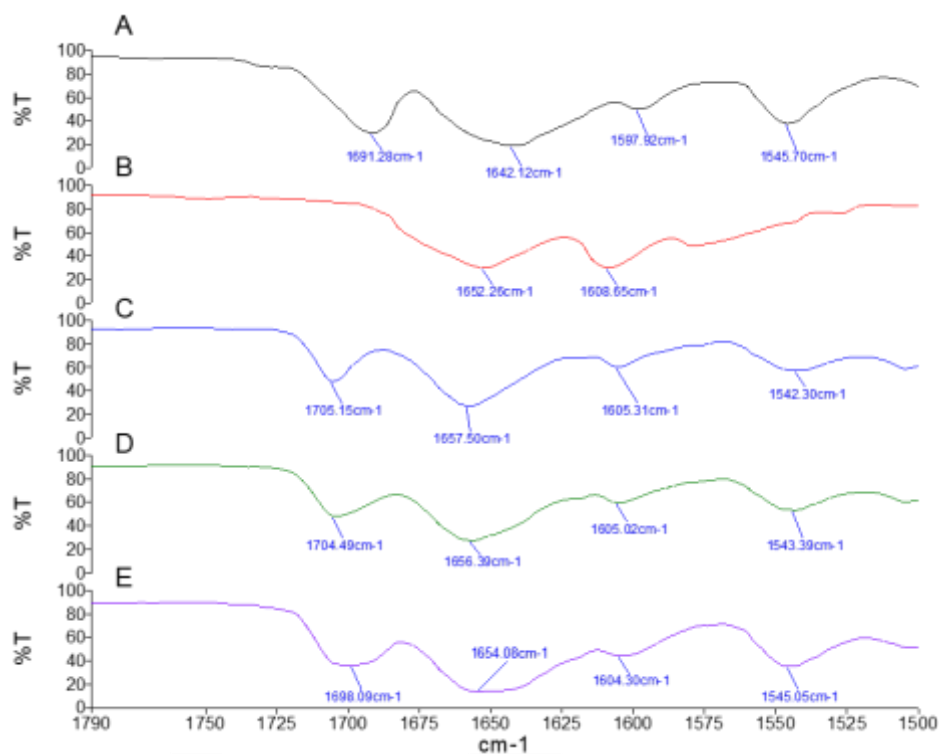 A
100
80
60
40
20
0
%T
1691.28cm-1
1642.12cm-1
1597.92cm-1
1545.70cm-1
B
100
80
60
40
20
0
%T
1652.26cm-1
1608.65cm-1
C
100
80
60
40
20
0
%T
1705.15cm-1
1657.50cm-1
1605.31cm-1
1542.30cm-1
D
100
80
60
40
20
0
%T
1704.49cm-1
1656.39cm-1
1605.02cm-1
1543.39cm-1
E
100
80
60
40
20
0
%T
1698.09cm-1
1654.08cm-1
1604.30cm-1
1545.05cm-1
1790 1750 1725 1700 1675 1650 1625 1600 1575 1550 1525 1500
cm-1